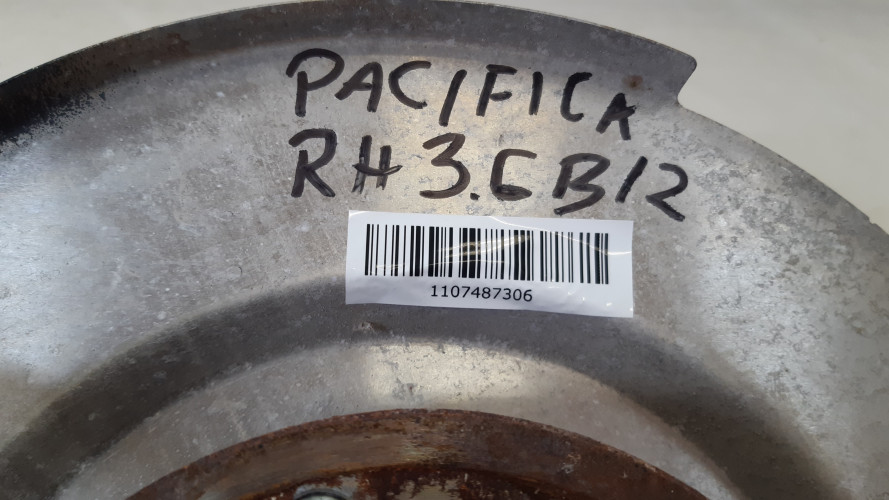 PACIFICA
RH 3.6 B12
1107487306